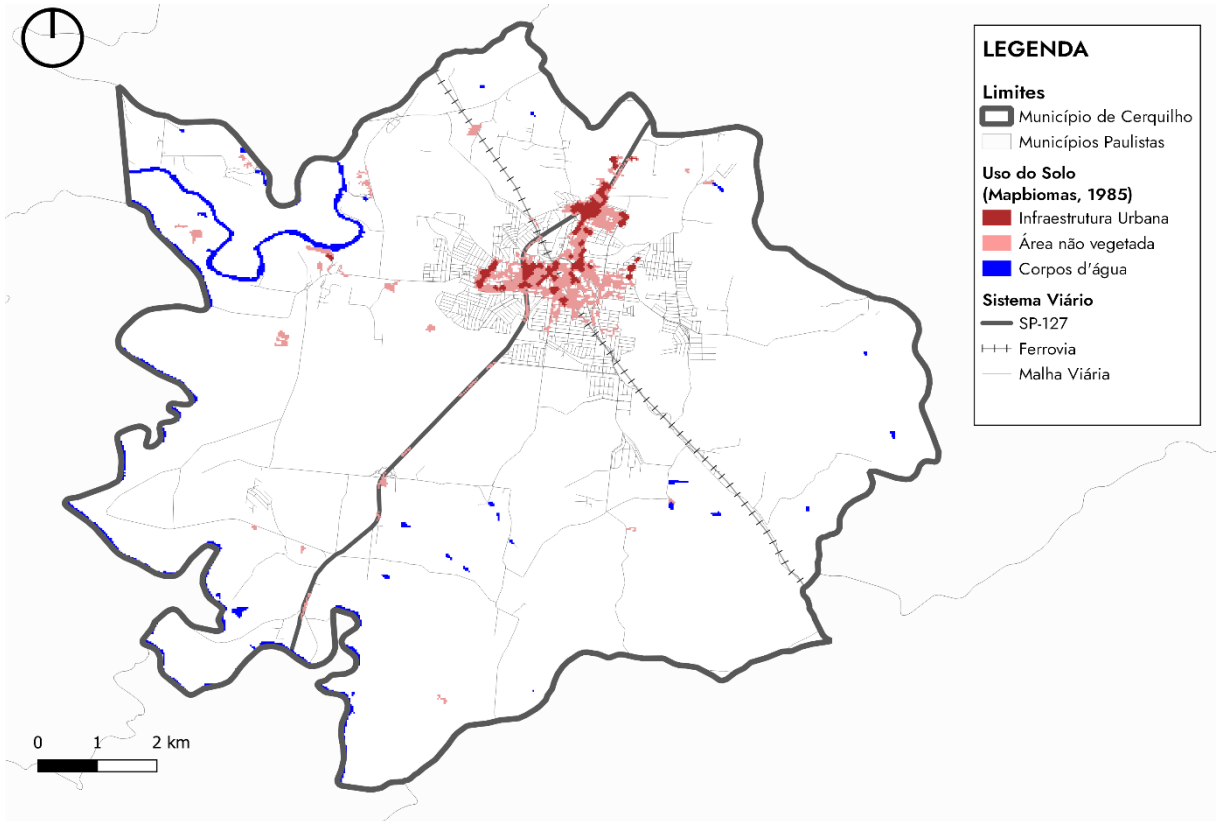 LEGENDA
Limites
Município de Cerquilho
Municípios Paulistas
Uso do Solo
(Mapbiomas, 1985)
Infraestrutura Urbana
Área não vegetada
Corpos d'água
Sistema Viário
SP-127
Ferrovia
Malha Viária
0 1 2 km